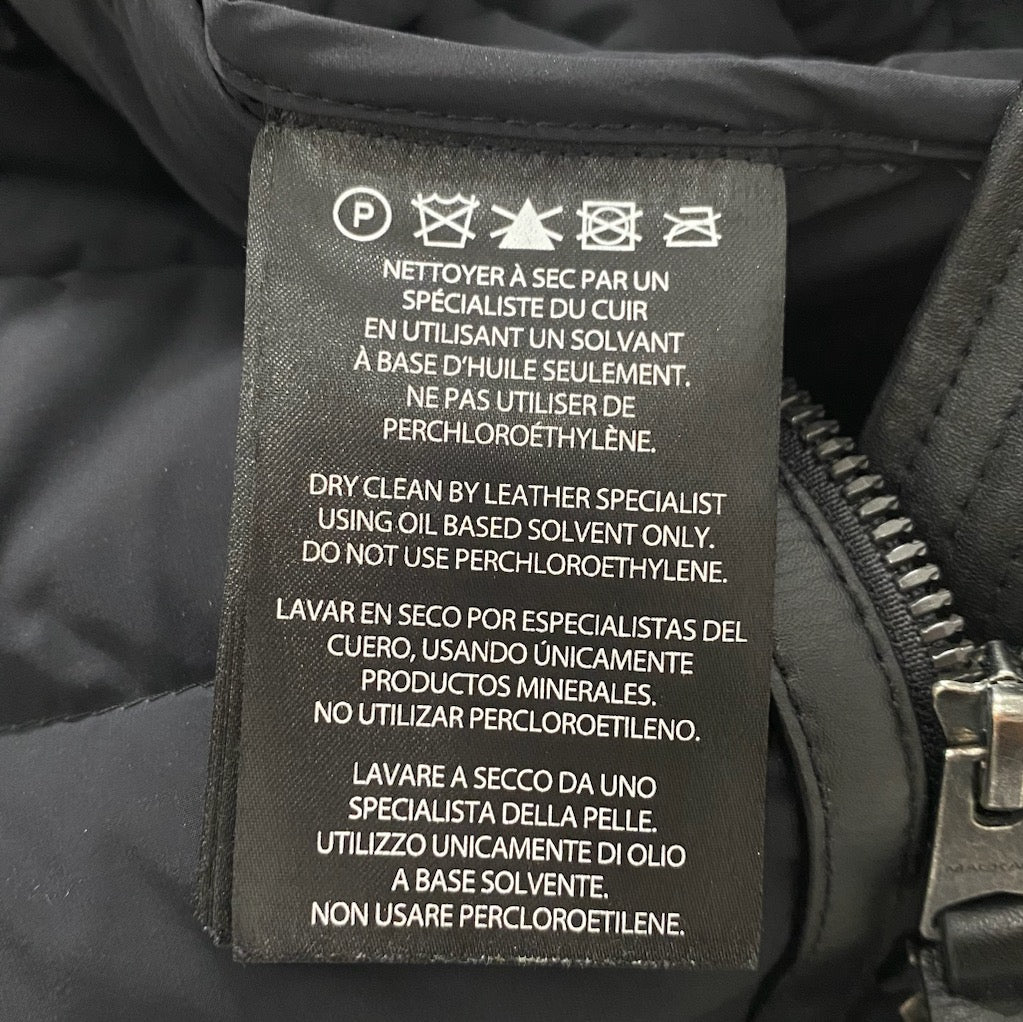 P
NETTOYER À SEC PAR UN
SPÉCIALISTE DU CUIR
EN UTILISANT UN SOLVANT
À BASE D'HUILE SEULEMENT.
NE PAS UTILISER DE
PERCHLOROÉTHYLÈNE.
DRY CLEAN BY LEATHER SPECIALIST
USING OIL BASED SOLVENT ONLY.
DO NOT USE PERCHLOROETHYLENE.
LAVAR EN SECO POR ESPECIALISTAS DEL
CUERO, USANDO ÚNICAMENTE
PRODUCTOS MINERALES.
NO UTILIZAR PERCLOROETILENO.
LAVARE A SECCO DA UNO
SPECIALISTA DELLA PELLE.
UTILIZZO UNICAMENTE DI OLIO
A BASE SOLVENTE.
NON USARE PERCLOROETILENE.